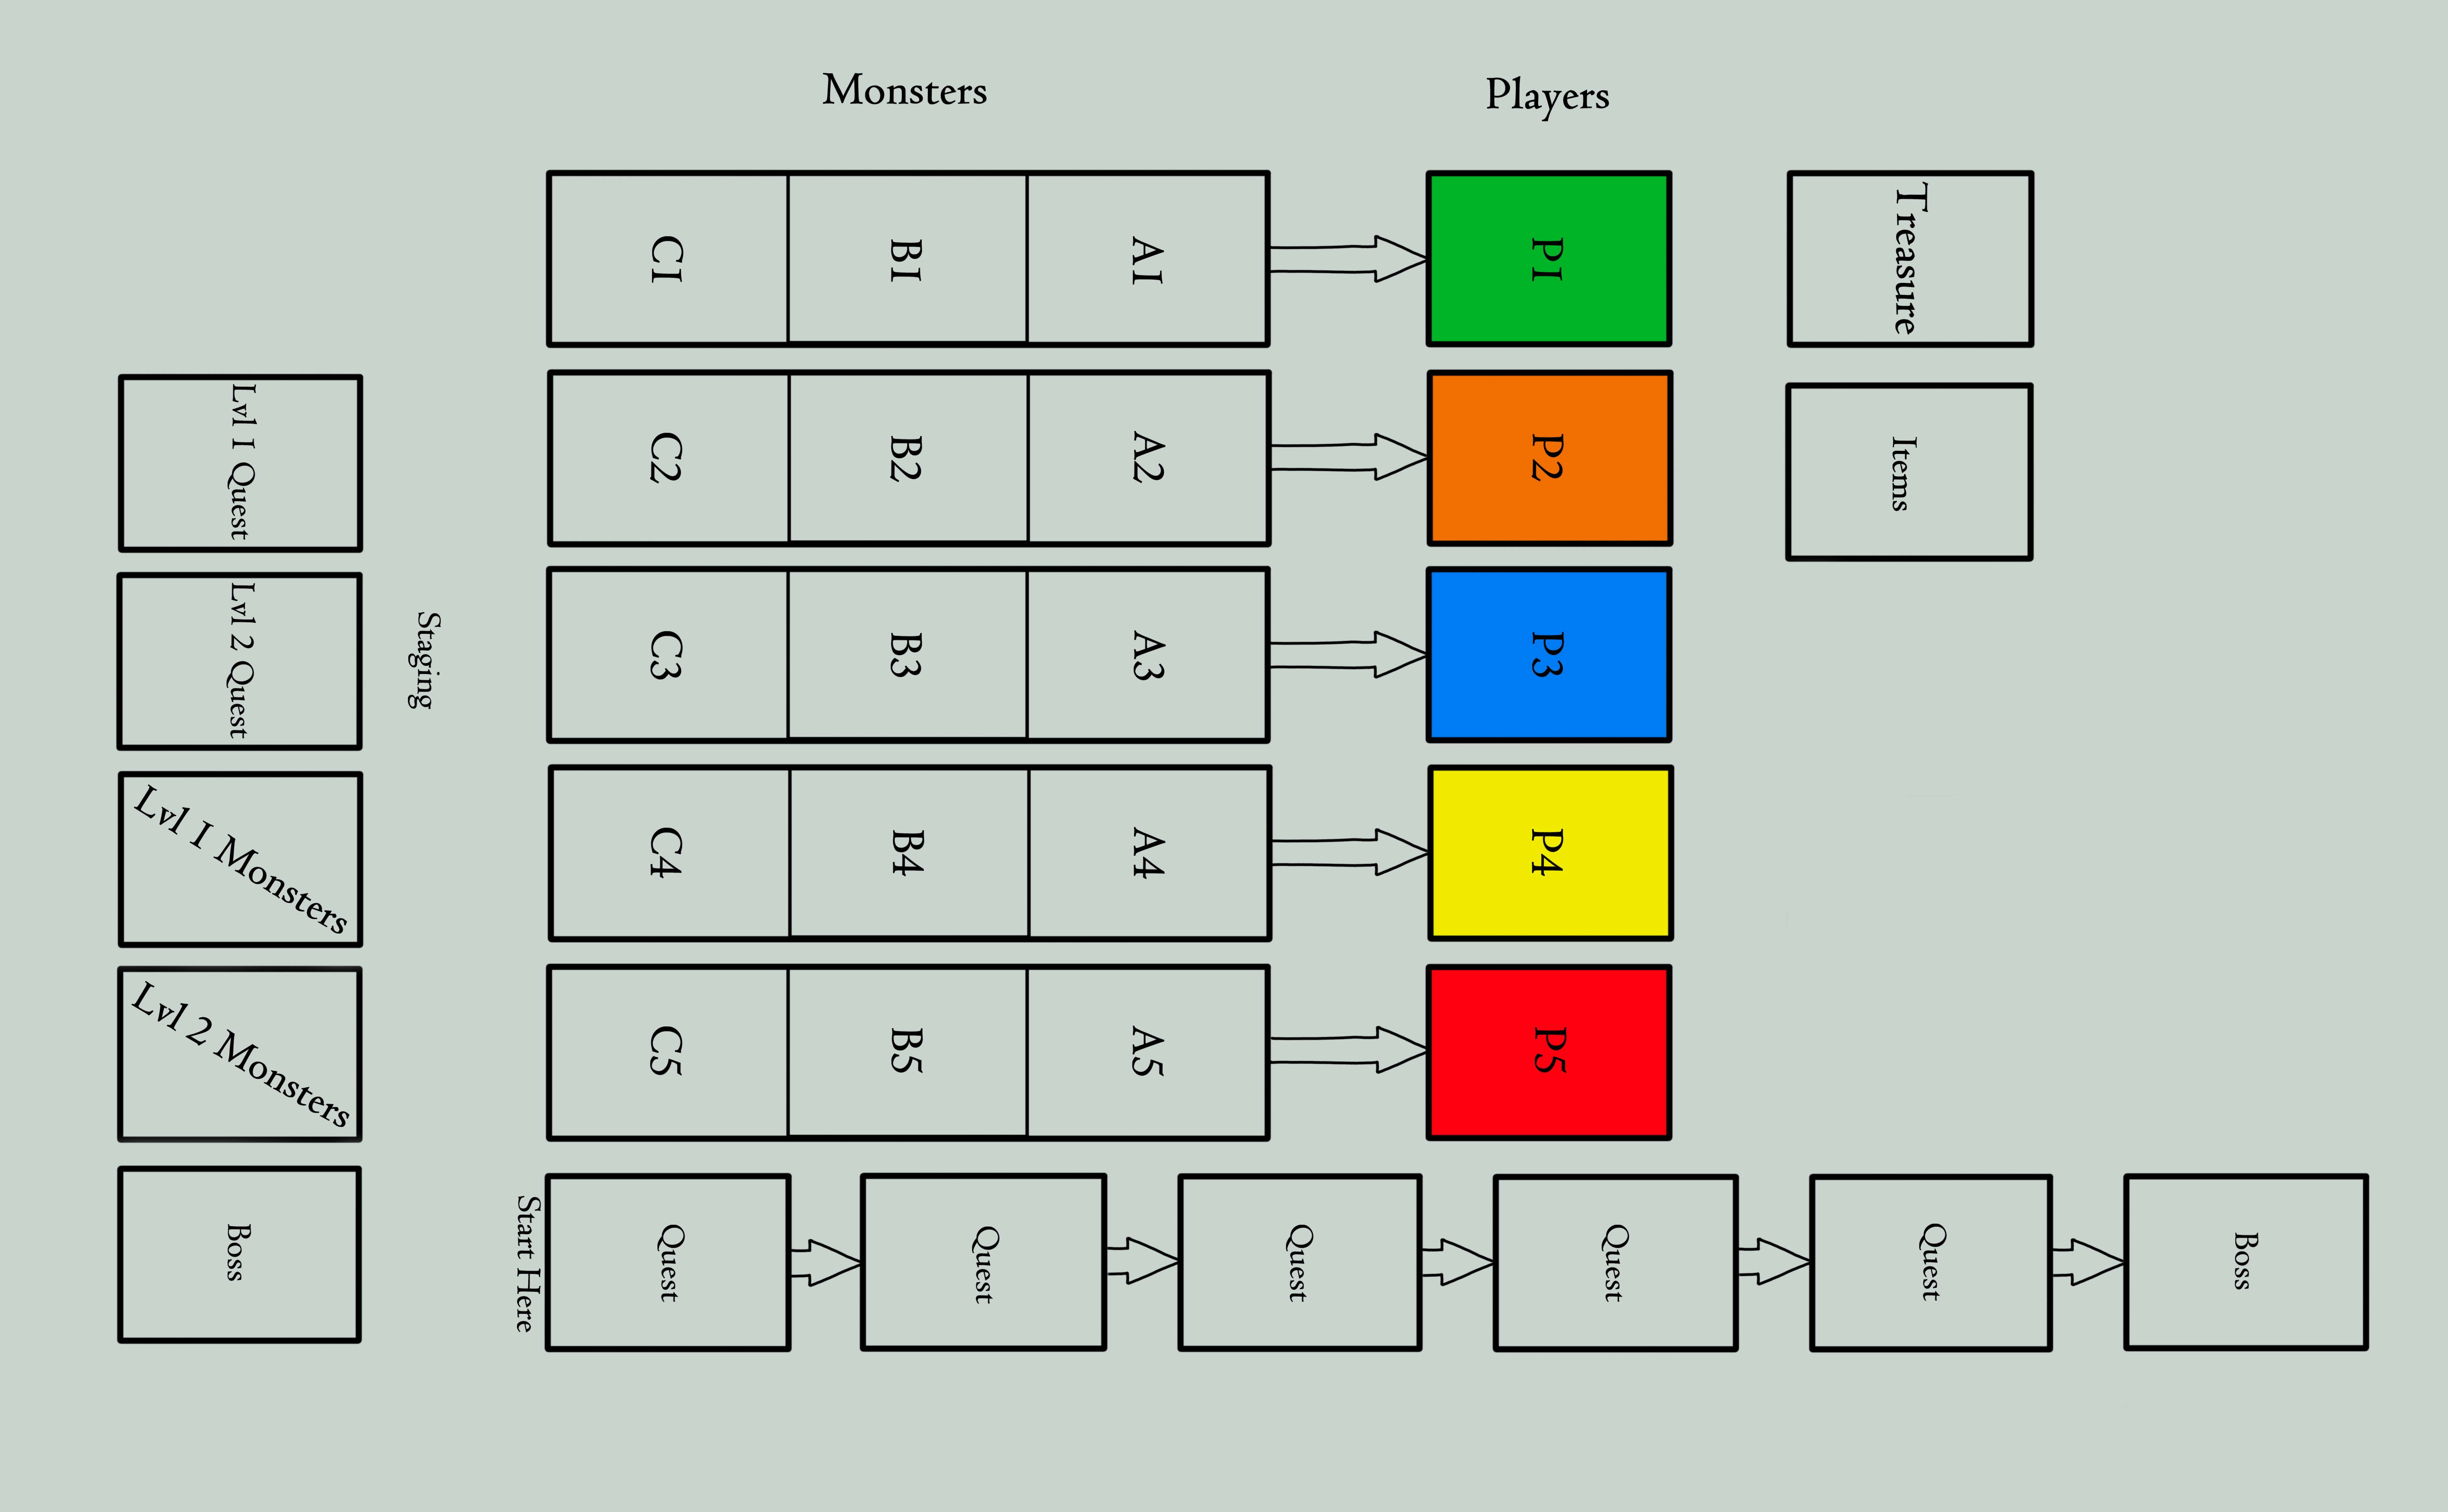 Monsters
Players
C1
B1
A1
P1
Treasure
Lvl 1 Quest
C2
B2
A2
P2
Items
Lvl 2 Quest
Staging
C3
B3
A3
P3
Lvl 1 Monsters
C4
B4
A4
P4
Lvl 2 Monsters
C5
B5
A5
P5
Boss
Start Here
Quest
Quest
Quest
Quest
Quest
Boss